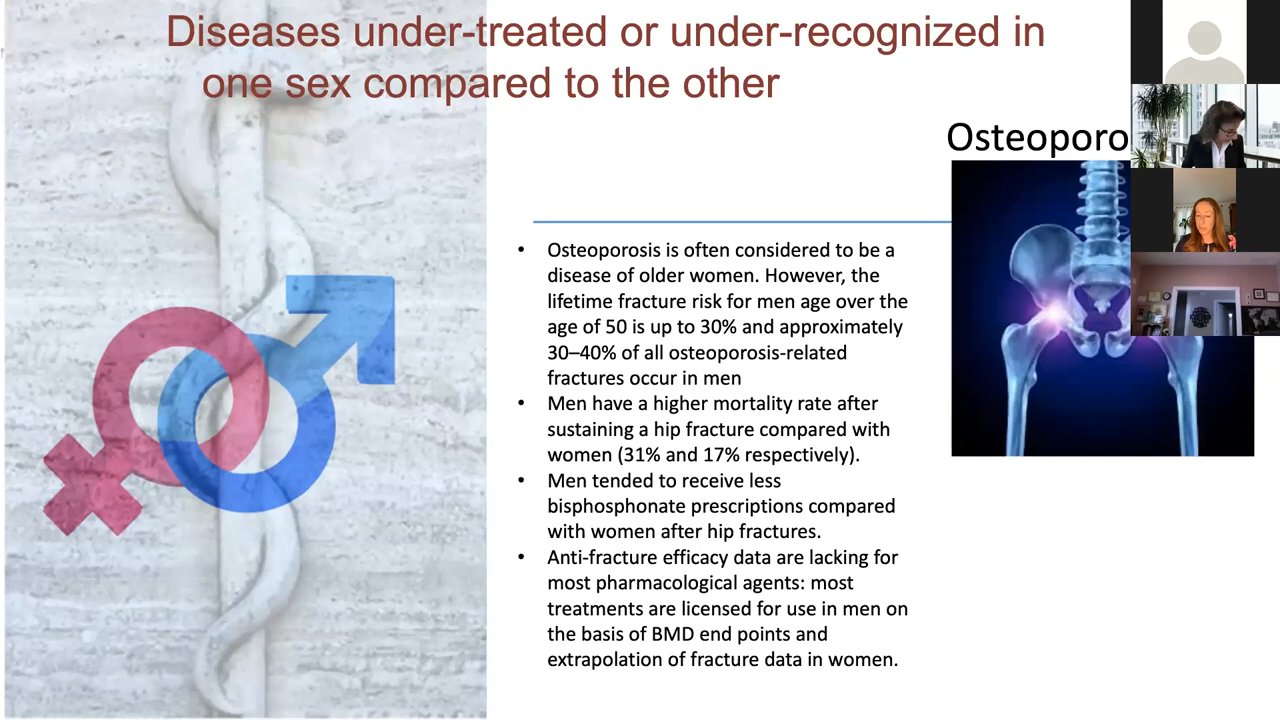 Diseases under-treated or under-recognized in
one sex compared to the other
Osteoporo
• Osteoporosis is often considered to be a
disease of older women. However, the
lifetime fracture risk for men age over the
age of 50 is up to 30% and approximately
30–40% of all osteoporosis-related
fractures occur in men
• Men have a higher mortality rate after
sustaining a hip fracture compared with
women (31% and 17% respectively).
• Men tended to receive less
bisphosphonate prescriptions compared
with women after hip fractures.
• Anti-fracture efficacy data are lacking for
most pharmacological agents: most
treatments are licensed for use in men on
the basis of BMD end points and
extrapolation of fracture data in women.